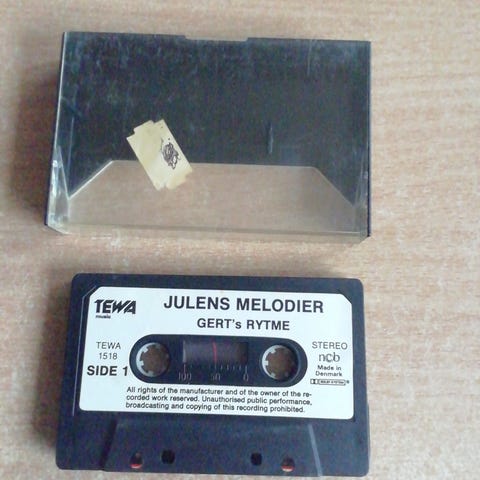 TEWA
music
JULENS MELODIER
GERT's RYTME
TEWA
1518
SIDE 1
STEREO
ncb
Made in
Denmark
DOLBY SYSTEM
100 50 0
All rights of the manufacturer and of the owner of the re-
corded work reserved. Unauthorised public performance,
broadcasting and copying of this recording prohibited.